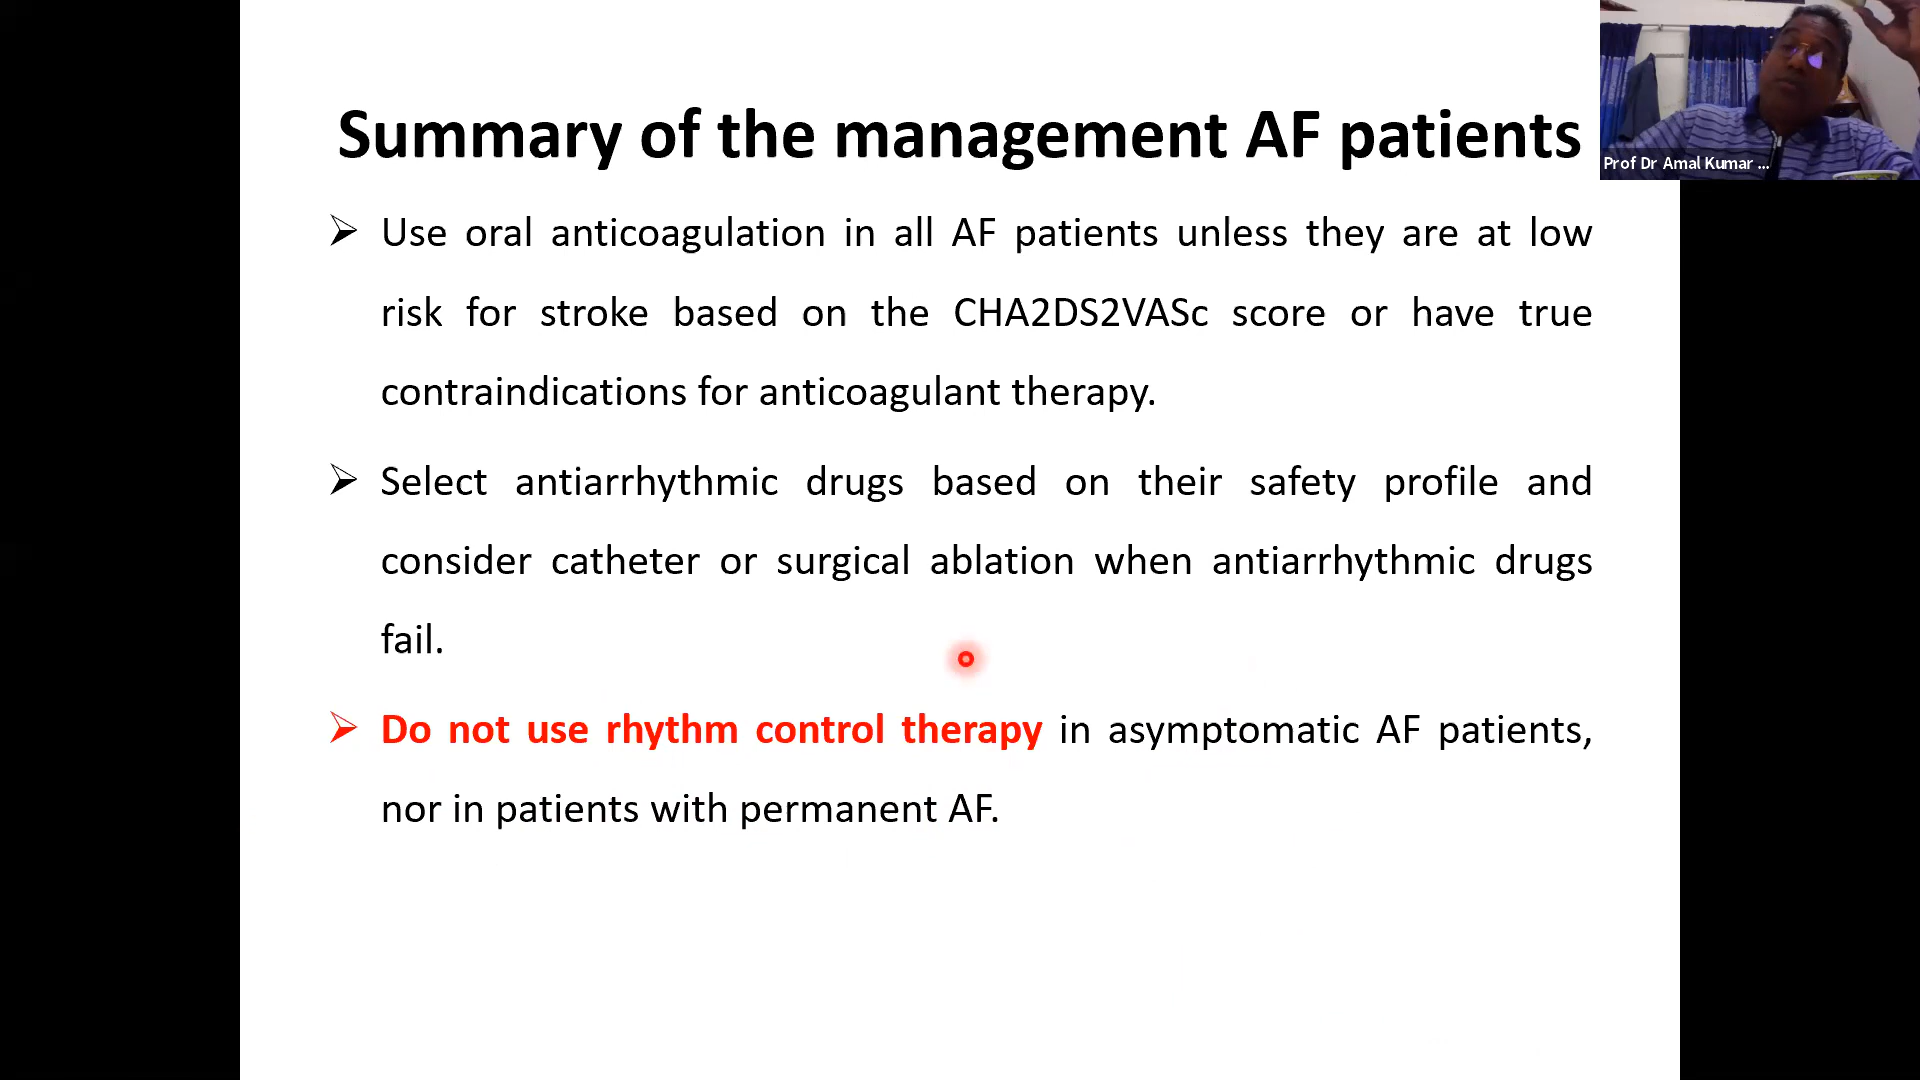 Summary of the management AF patients
Prof Dr Amal Kumar ...
➢ Use oral anticoagulation in all AF patients unless they are at low
risk for stroke based on the CHA2DS2VASc score or have true
contraindications for anticoagulant therapy.
➢ Select antiarrhythmic drugs based on their safety profile and
consider catheter or surgical ablation when antiarrhythmic drugs
fail.
➢ Do not use rhythm control therapy in asymptomatic AF patients,
nor in patients with permanent AF.